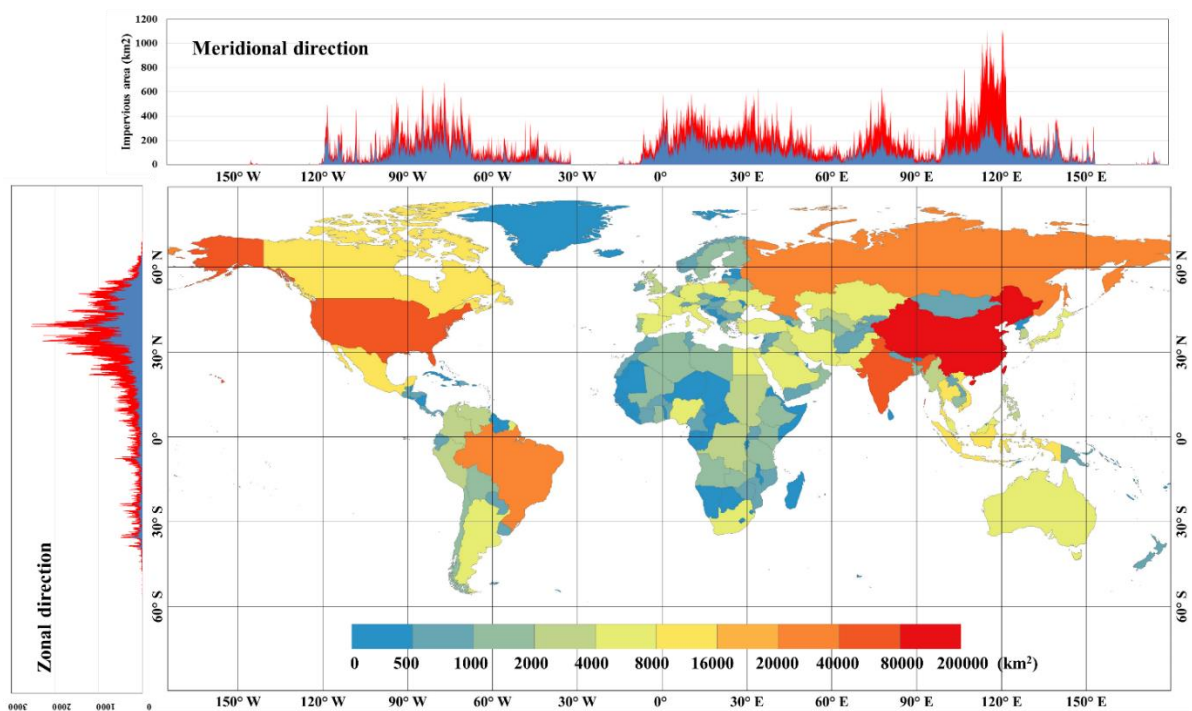 1200
1000
800
600
400
200
0
Impervious area (km2)
Meridional direction
150° W 120° W 90° W 60° W 30° W 0° 30° E 60° E 90° E 120° E 150° E
60° N
30° N
0°
30° S
60° S
60° N
30° N
0°
30° S
60° S
Zonal direction
3000 2000 1000 0
0 500 1000 2000 4000 8000 16000 20000 40000 80000 200000 (km²)
150° W 120° W 90° W 60° W 30° W 0° 30° E 60° E 90° E 120° E 150° E